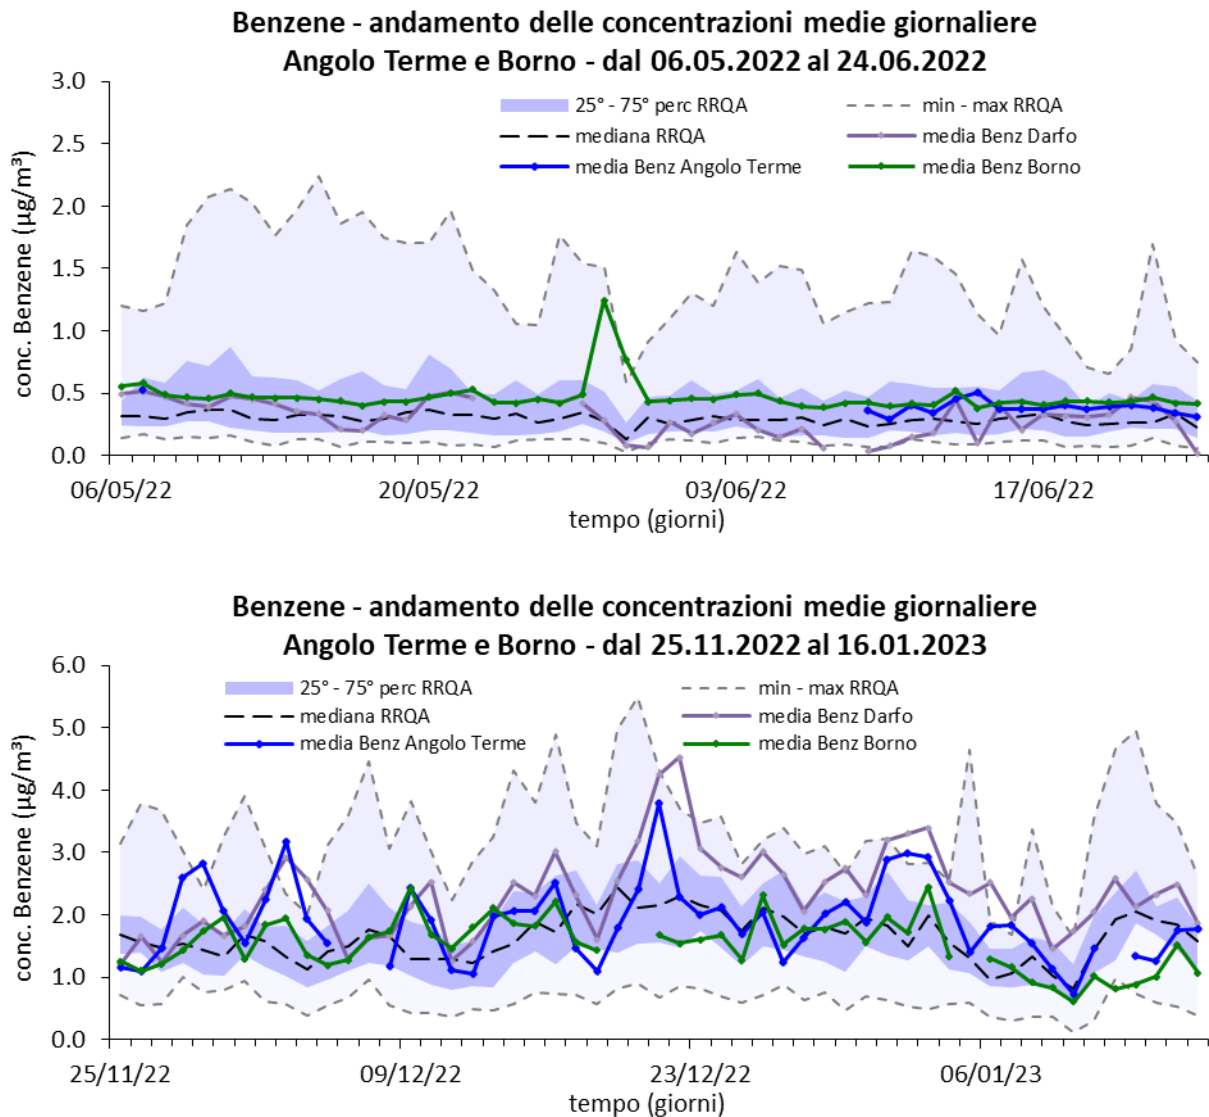 Benzene - andamento delle concentrazioni medie giornaliere
Angolo Terme e Borno - dal 06.05.2022 al 24.06.2022
3.0
2.5
2.0
1.5
1.0
0.5
0.0
conc. Benzene (µg/m³)
25° - 75° perc RRQA
min - max RRQA
mediana RRQA
media Benz Darfo
media Benz Angolo Terme
media Benz Borno
06/05/22
20/05/22
03/06/22
17/06/22
tempo (giorni)
Benzene - andamento delle concentrazioni medie giornaliere
Angolo Terme e Borno - dal 25.11.2022 al 16.01.2023
6.0
5.0
4.0
3.0
2.0
1.0
0.0
conc. Benzene (µg/m³)
25° - 75° perc RRQA
min - max RRQA
mediana RRQA
media Benz Darfo
media Benz Angolo Terme
media Benz Borno
25/11/22
09/12/22
23/12/22
06/01/23
tempo (giorni)